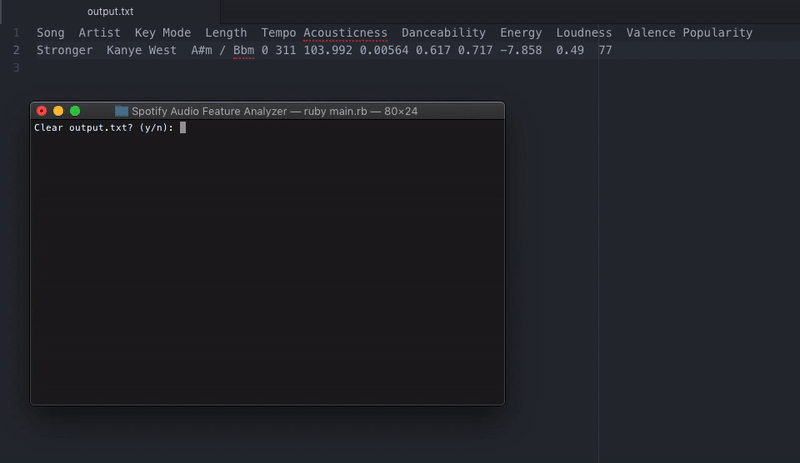 output.txt
1 Song Artist Key Mode Length Tempo Acousticness Danceability Energy Loudness Valence Popularity
2 Stronger Kanye West A#m / Bbm 0 311 103.992 0.00564 0.617 0.717 -7.858 0.49 77
3
Spotify Audio Feature Analyzer — ruby main.rb — 80×24
Clear output.txt? (y/n):